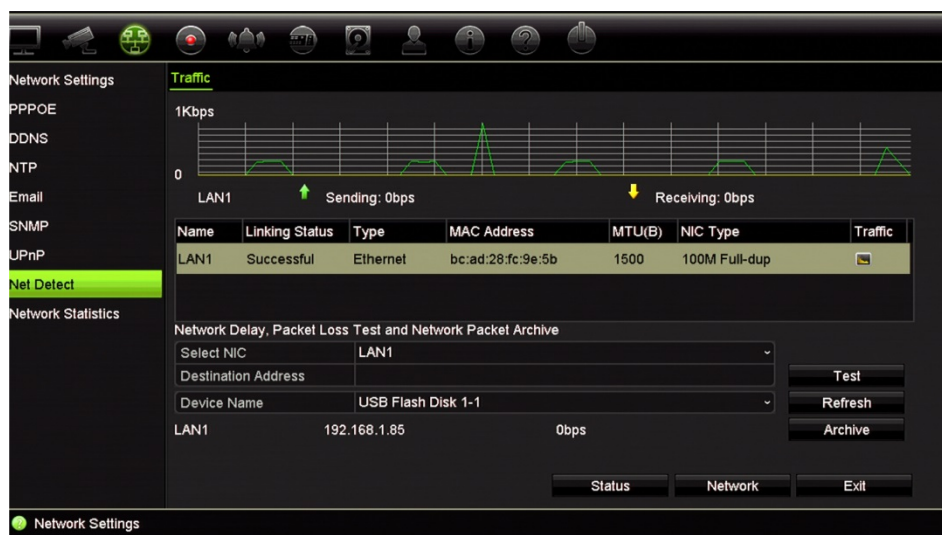 Network Settings
PPPOE
DDNS
NTP
Email
SNMP
UPnP
Net Detect
Network Statistics
Traffic
1Kbps
0
LAN1 Sending: 0bps Receiving: 0bps
Name Linking Status Type MAC Address MTU(B) NIC Type Traffic
LAN1 Successful Ethernet bc:ad:28:fc:9e:5b 1500 100M Full-dup
Network Delay, Packet Loss Test and Network Packet Archive
Select NIC LAN1
Destination Address Test
Device Name USB Flash Disk 1-1 Refresh
LAN1 192.168.1.85 0bps Archive
Status Network Exit
Network Settings